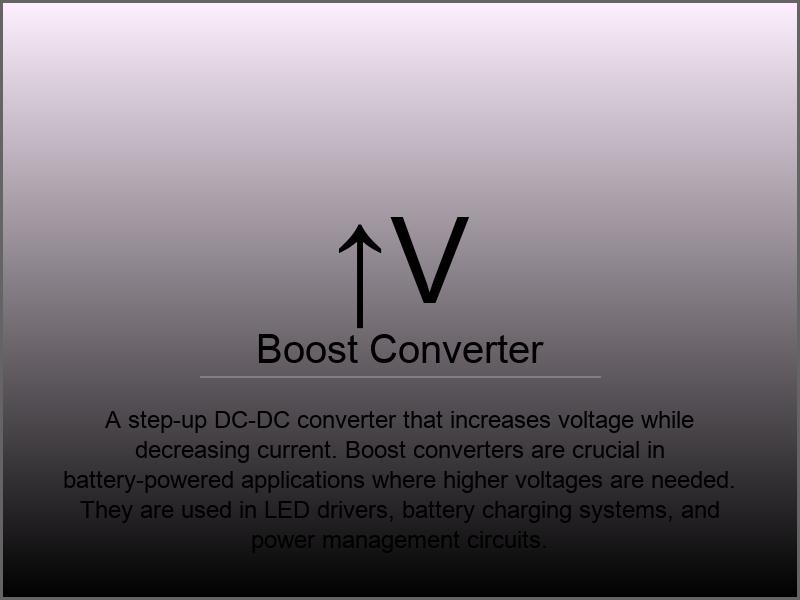 ↑V
Boost Converter
A step-up DC-DC converter that increases voltage while
decreasing current. Boost converters are crucial in
battery-powered applications where higher voltages are needed.
They are used in LED drivers, battery charging systems, and
power management circuits.